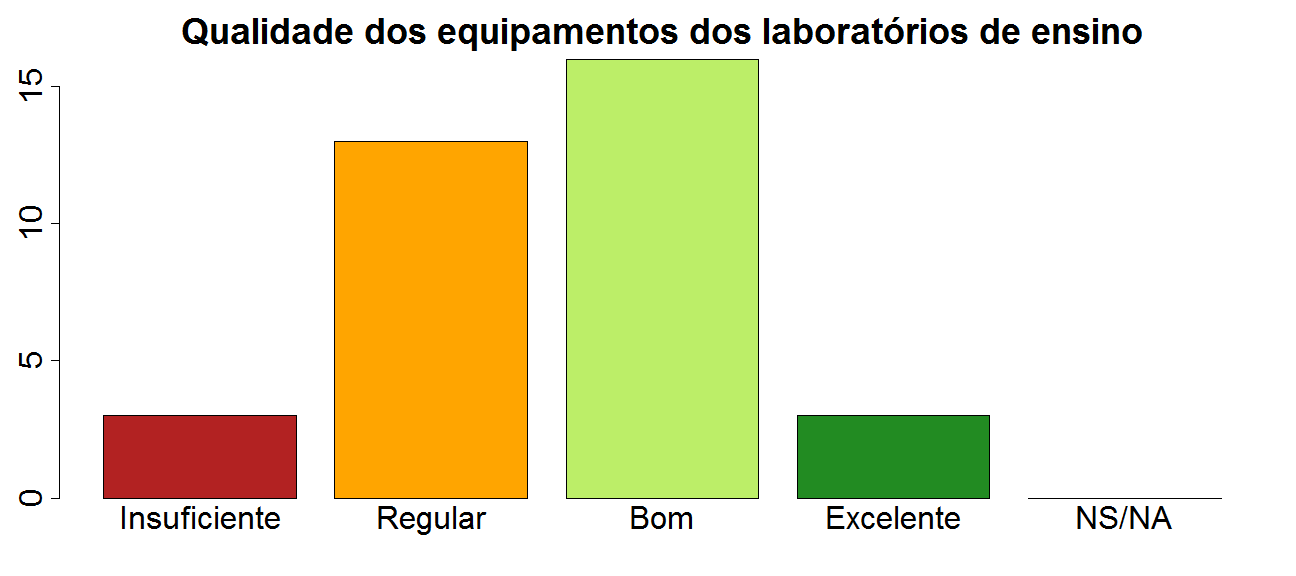 Qualidade dos equipamentos dos laboratórios de ensino
15
10
5
0
Insuficiente Regular Bom Excelente NS/NA